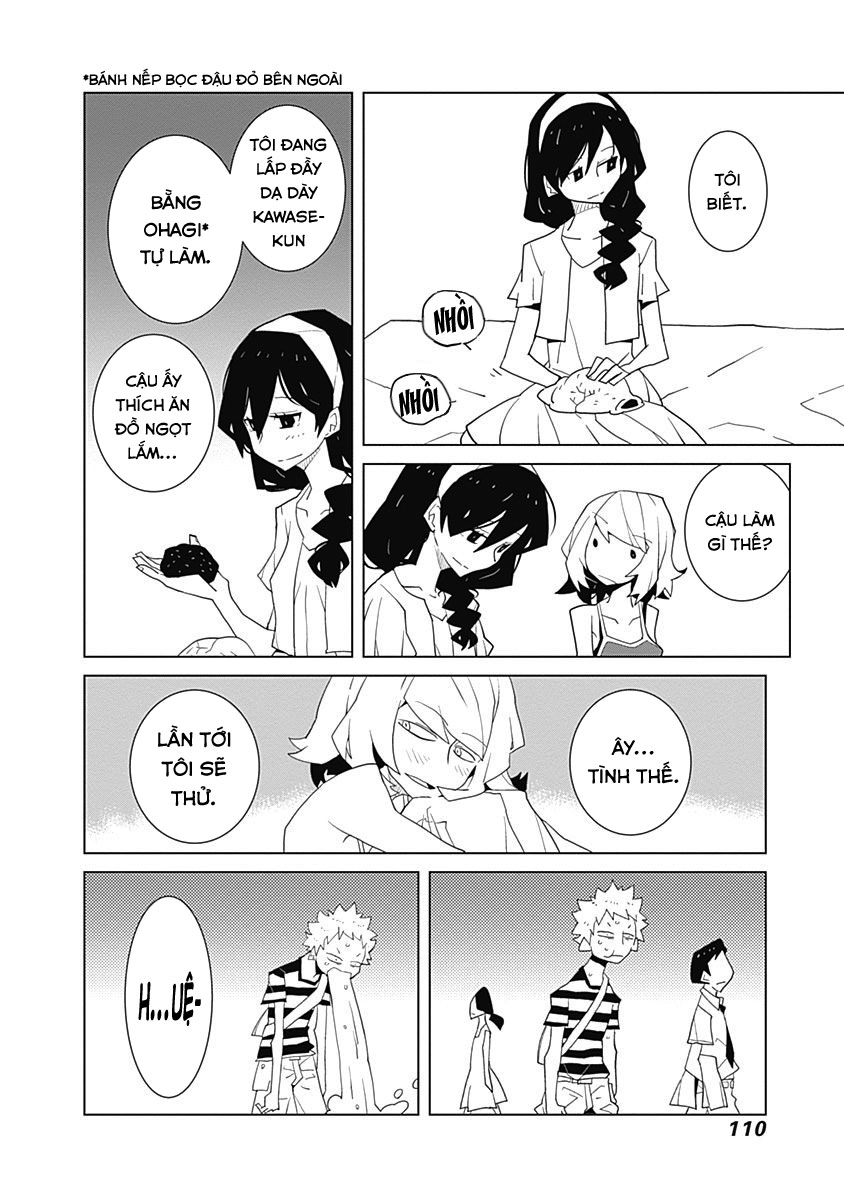 *BÁNH NẾP BỌC ĐẬU ĐỎ BÊN NGOÀI
TÔI
BIẾT.
NHỒI
NHỒI
CẬU LÀM
GÌ THẾ?
TÔI ĐANG
LẤP ĐẦY
DẠ DÀY
KAWASE-
KUN
BẰNG
OHAGI*
TỰ LÀM.
CẬU ẤY
THÍCH ĂN
ĐỒ NGỌT
LẮM...
ÂY...
TÌNH THẾ.
LẦN TỚI
TÔI SẼ
THỬ.
H...UỆ-
110